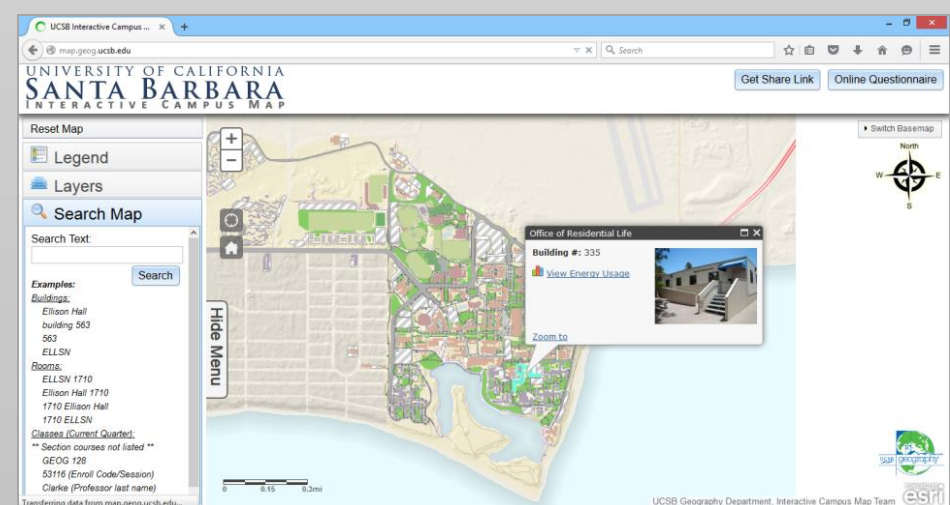 UCSB Interactive Campus ...
map.geog.ucsb.edu
Search
UNIVERSITY OF CALIFORNIA
SANTA BARBARA
INTERACTIVE CAMPUS MAP
Get Share Link
Online Questionnaire
Reset Map
Legend
Layers
Search Map
Search Text:
Search
Examples:
Buildings:
Ellison Hall
building 563
563
ELLSN
Rooms:
ELLSN 1710
Ellison Hall 1710
1710 Ellison Hall
1710 ELLSN
Classes (Current Quarter):
** Section courses not listed **
GEOG 128
53116 (Enroll Code/Session)
Clarke (Professor last name)
Transferring data from map.geog.ucsb.edu...
Hide Menu
+
−
Office of Residential Life
Building #: 335
View Energy Usage
Zoom to
Switch Basemap
North
W
E
S
0 0.15 0.3mi
UCSB geography
UCSB Geography Department, Interactive Campus Map Team
esri